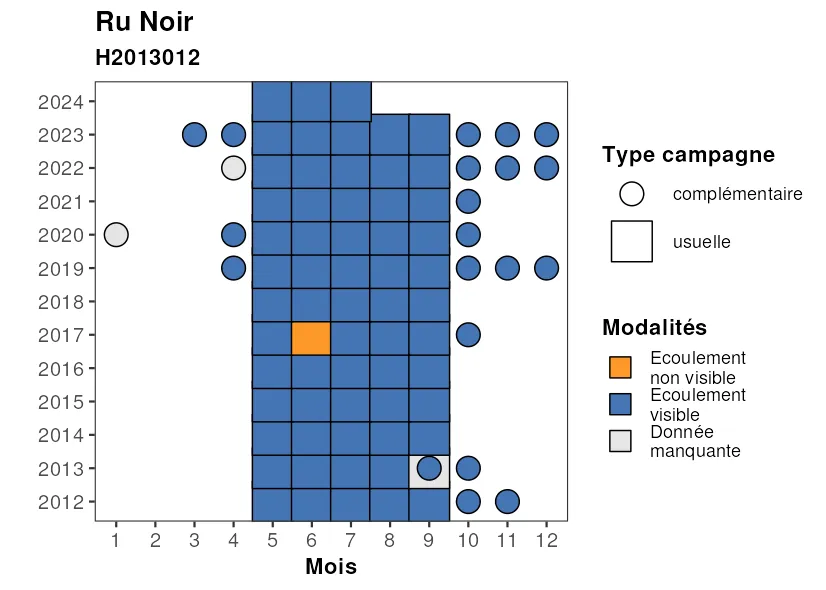 Ru Noir
H2013012
2024
2023
2022
2021
2020
2019
2018
2017
2016
2015
2014
2013
2012
1 2 3 4 5 6 7 8 9 10 11 12
Mois
Type campagne
complémentaire
usuelle
Modalités
Ecoulement
non visible
Ecoulement
visible
Donnée
manquante